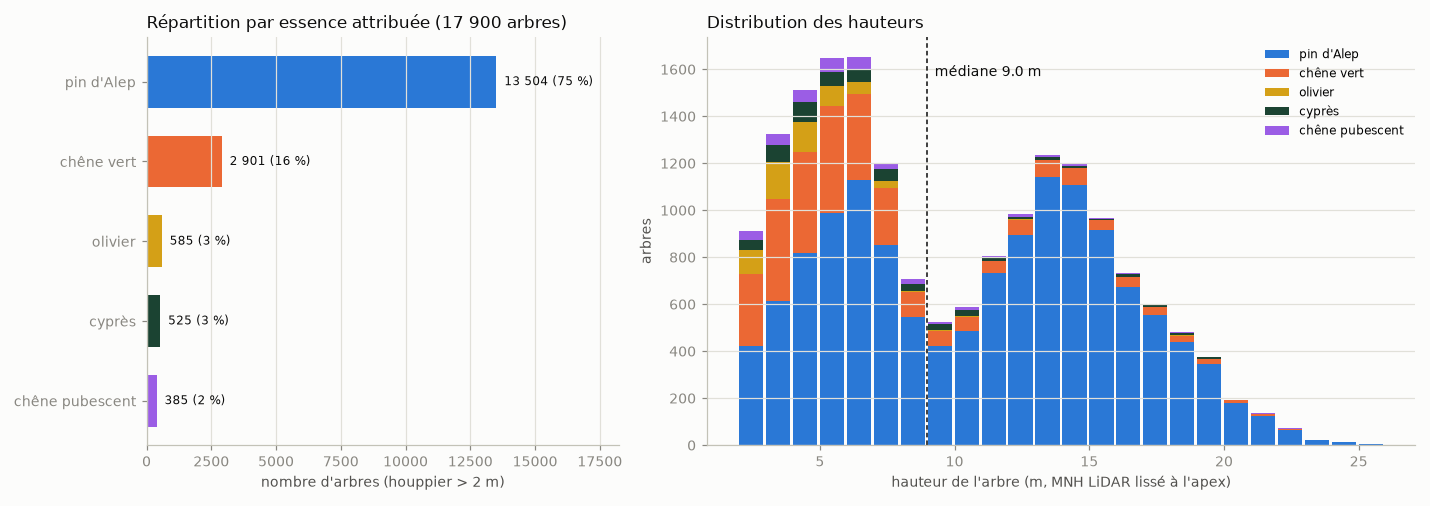 Répartition par essence attribuée (17 900 arbres)
pin d'Alep
13 504 (75 %)
chêne vert
2 901 (16 %)
olivier
585 (3 %)
cyprès
525 (3 %)
chêne pubescent
385 (2 %)
0 2500 5000 7500 10000 12500 15000 17500
nombre d'arbres (houppier > 2 m)
Distribution des hauteurs
médiane 9.0 m
pin d'Alep
chêne vert
olivier
cyprès
chêne pubescent
1600
1400
1200
1000
800
600
400
200
0
arbres
5 10 15 20 25
hauteur de l'arbre (m, MNH LiDAR lissé à l'apex)